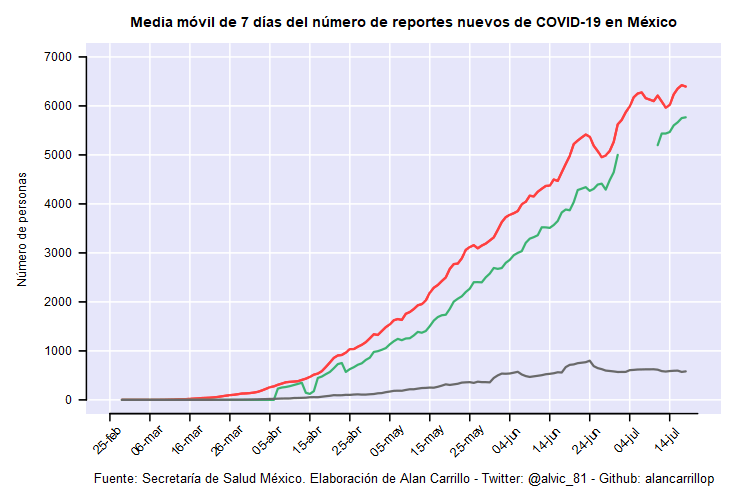 Media móvil de 7 días del número de reportes nuevos de COVID-19 en México
Número de personas
7000
6000
5000
4000
3000
2000
1000
0
25-feb
06-mar
16-mar
26-mar
05-abr
15-abr
25-abr
05-may
15-may
25-may
04-jun
14-jun
24-jun
04-jul
14-jul
Fuente: Secretaría de Salud México. Elaboración de Alan Carrillo - Twitter: @alvic_81 - Github: alancarrillop